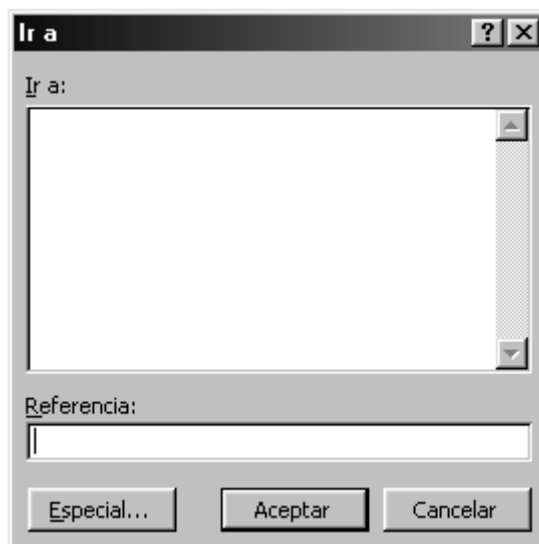 Ir a
Ir a:
Referencia:
Especial...
Aceptar
Cancelar